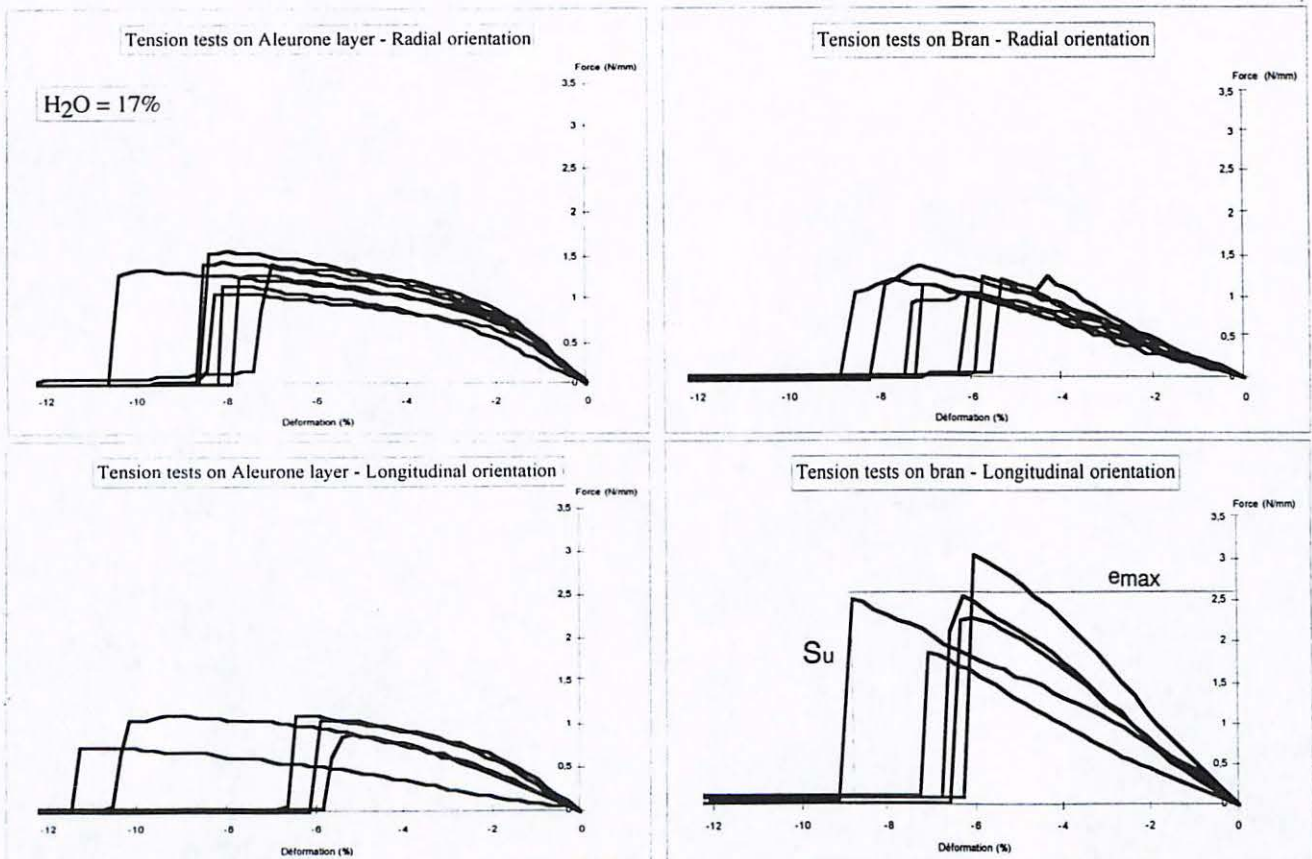 Tension tests on Aleurone layer - Radial orientation
H2O = 17%
Force (N/mm)
3,5
3
2,5
2
1,5
1
0,5
0
-12 -10 -8 -6 -4 -2 0
Déformation (%)
Tension tests on Bran - Radial orientation
Force (N/mm)
3,5
3
2,5
2
1,5
1
0,5
-12 -10 -8 -6 -4 -2 0
Déformation (%)
Tension tests on Aleurone layer - Longitudinal orientation
Force (N/mm)
3,5
3
2,5
2
1,5
1
0,5
0
-12 -10 -8 -6 -4 -2 0
Déformation (%)
Tension tests on bran - Longitudinal orientation
Force (N/mm)
3,5
3
emax
2,5
Su
2
1,5
1
0,5
0
-12 -10 -8 -6 -4 -2 0
Déformation (%)